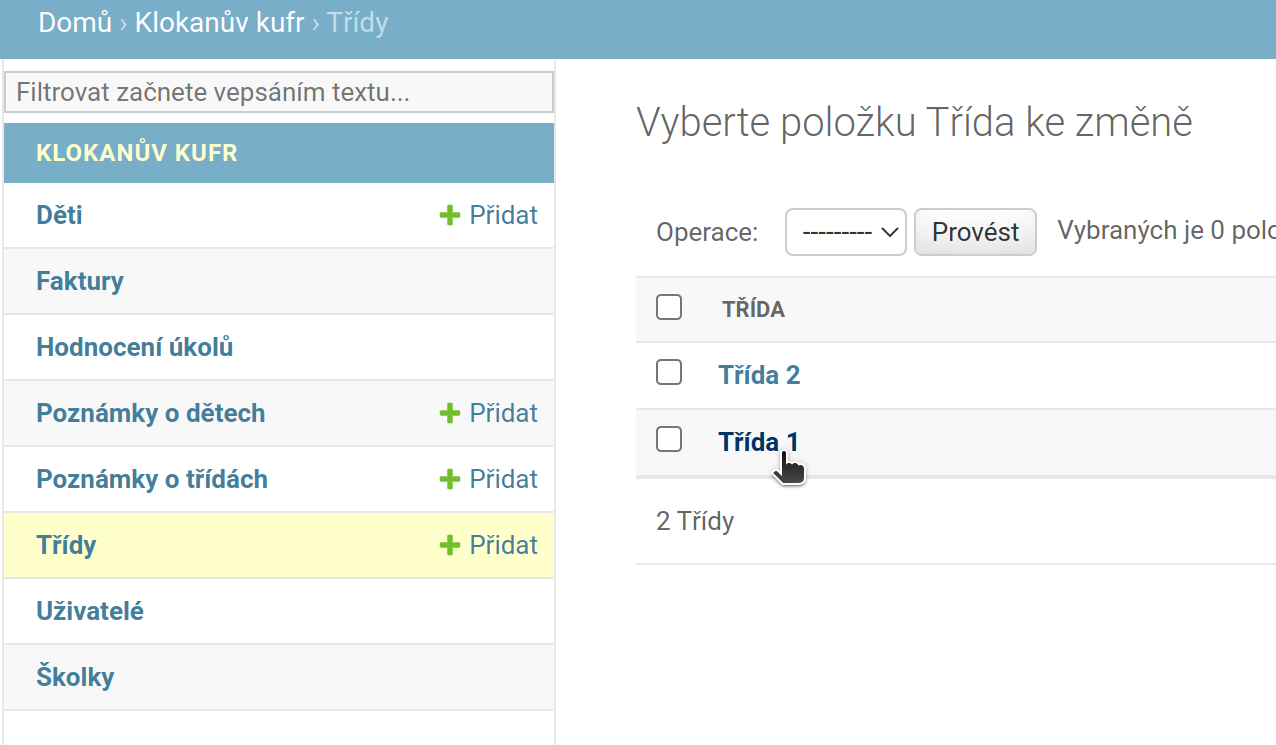 Domů › Klokanův kufr › Třídy
Filtrovat začnete vepsáním textu...
KLOKANŮV KUFR
Děti
Přidat
Faktury
Hodnocení úkolů
Poznámky o dětech
Přidat
Poznámky o třídách
Přidat
Třídy
Přidat
Uživatelé
Školky
Vyberte položku Třída ke změně
Operace:
---------
Provést
Vybraných je 0
TŘÍDA
Třída 2
Třída 1
2 Třídy